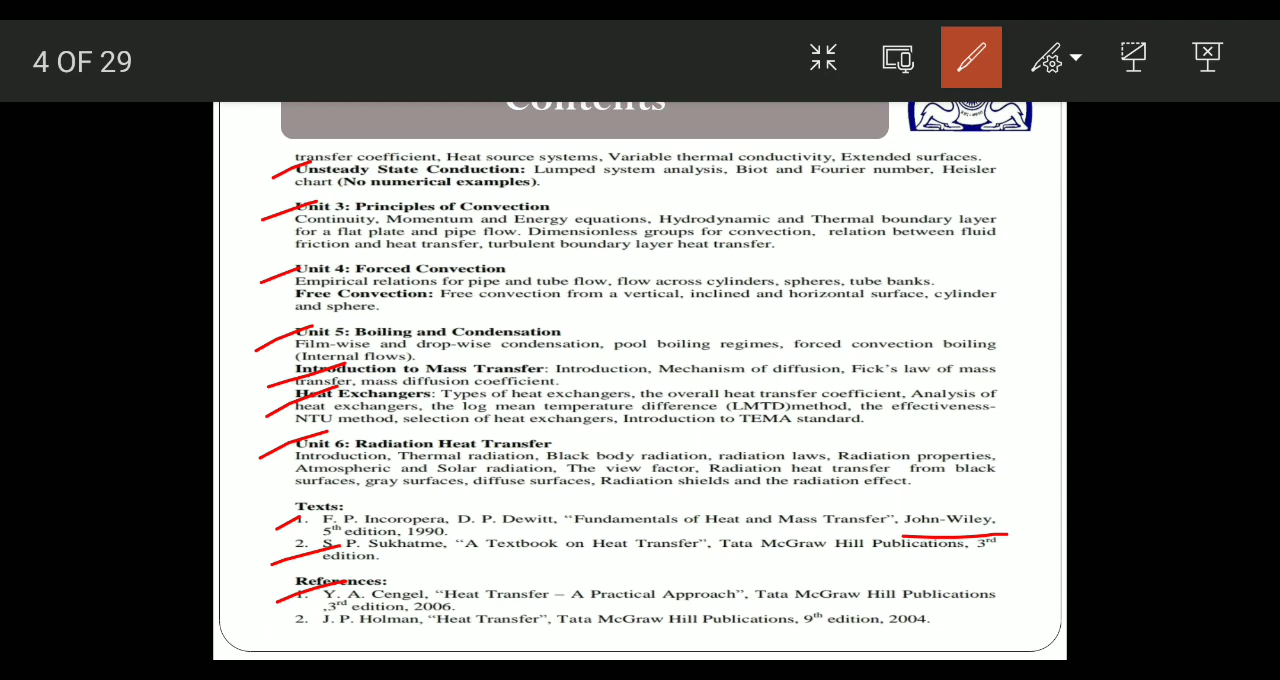 4 OF 29
Contents
transfer coefficient, Heat source systems, Variable thermal conductivity, Extended surfaces.
Unsteady State Conduction: Lumped system analysis, Biot and Fourier number, Heisler
chart (No numerical examples).
Unit 3: Principles of Convection
Continuity, Momentum and Energy equations, Hydrodynamic and Thermal boundary layer
for a flat plate and pipe flow. Dimensionless groups for convection, relation between fluid
friction and heat transfer, turbulent boundary layer heat transfer.
Unit 4: Forced Convection
Empirical relations for pipe and tube flow, flow across cylinders, spheres, tube banks.
Free Convection: Free convection from a vertical, inclined and horizontal surface, cylinder
and sphere.
Unit 5: Boiling and Condensation
Film-wise and drop-wise condensation, pool boiling regimes, forced convection boiling
(Internal flows).
Introduction to Mass Transfer: Introduction, Mechanism of diffusion, Fick's law of mass
transfer, mass diffusion coefficient.
Heat Exchangers: Types of heat exchangers, the overall heat transfer coefficient, Analysis of
heat exchangers, the log mean temperature difference (LMTD)method, the effectiveness-
NTU method, selection of heat exchangers, Introduction to TEMA standard.
Unit 6: Radiation Heat Transfer
Introduction, Thermal radiation, Black body radiation, radiation laws, Radiation properties,
Atmospheric and Solar radiation, The view factor, Radiation heat transfer from black
surfaces, gray surfaces, diffuse surfaces, Radiation shields and the radiation effect.
Texts:
1. F. P. Incoropera, D. P. Dewitt, "Fundamentals of Heat and Mass Transfer", John-Wiley,
5th edition, 1990.
2. S. P. Sukhatme, "A Textbook on Heat Transfer", Tata McGraw Hill Publications, 3rd
edition.
References:
1. Y. A. Cengel, "Heat Transfer – A Practical Approach", Tata McGraw Hill Publications
,3rd edition, 2006.
2. J. P. Holman, "Heat Transfer", Tata McGraw Hill Publications, 9th edition, 2004.